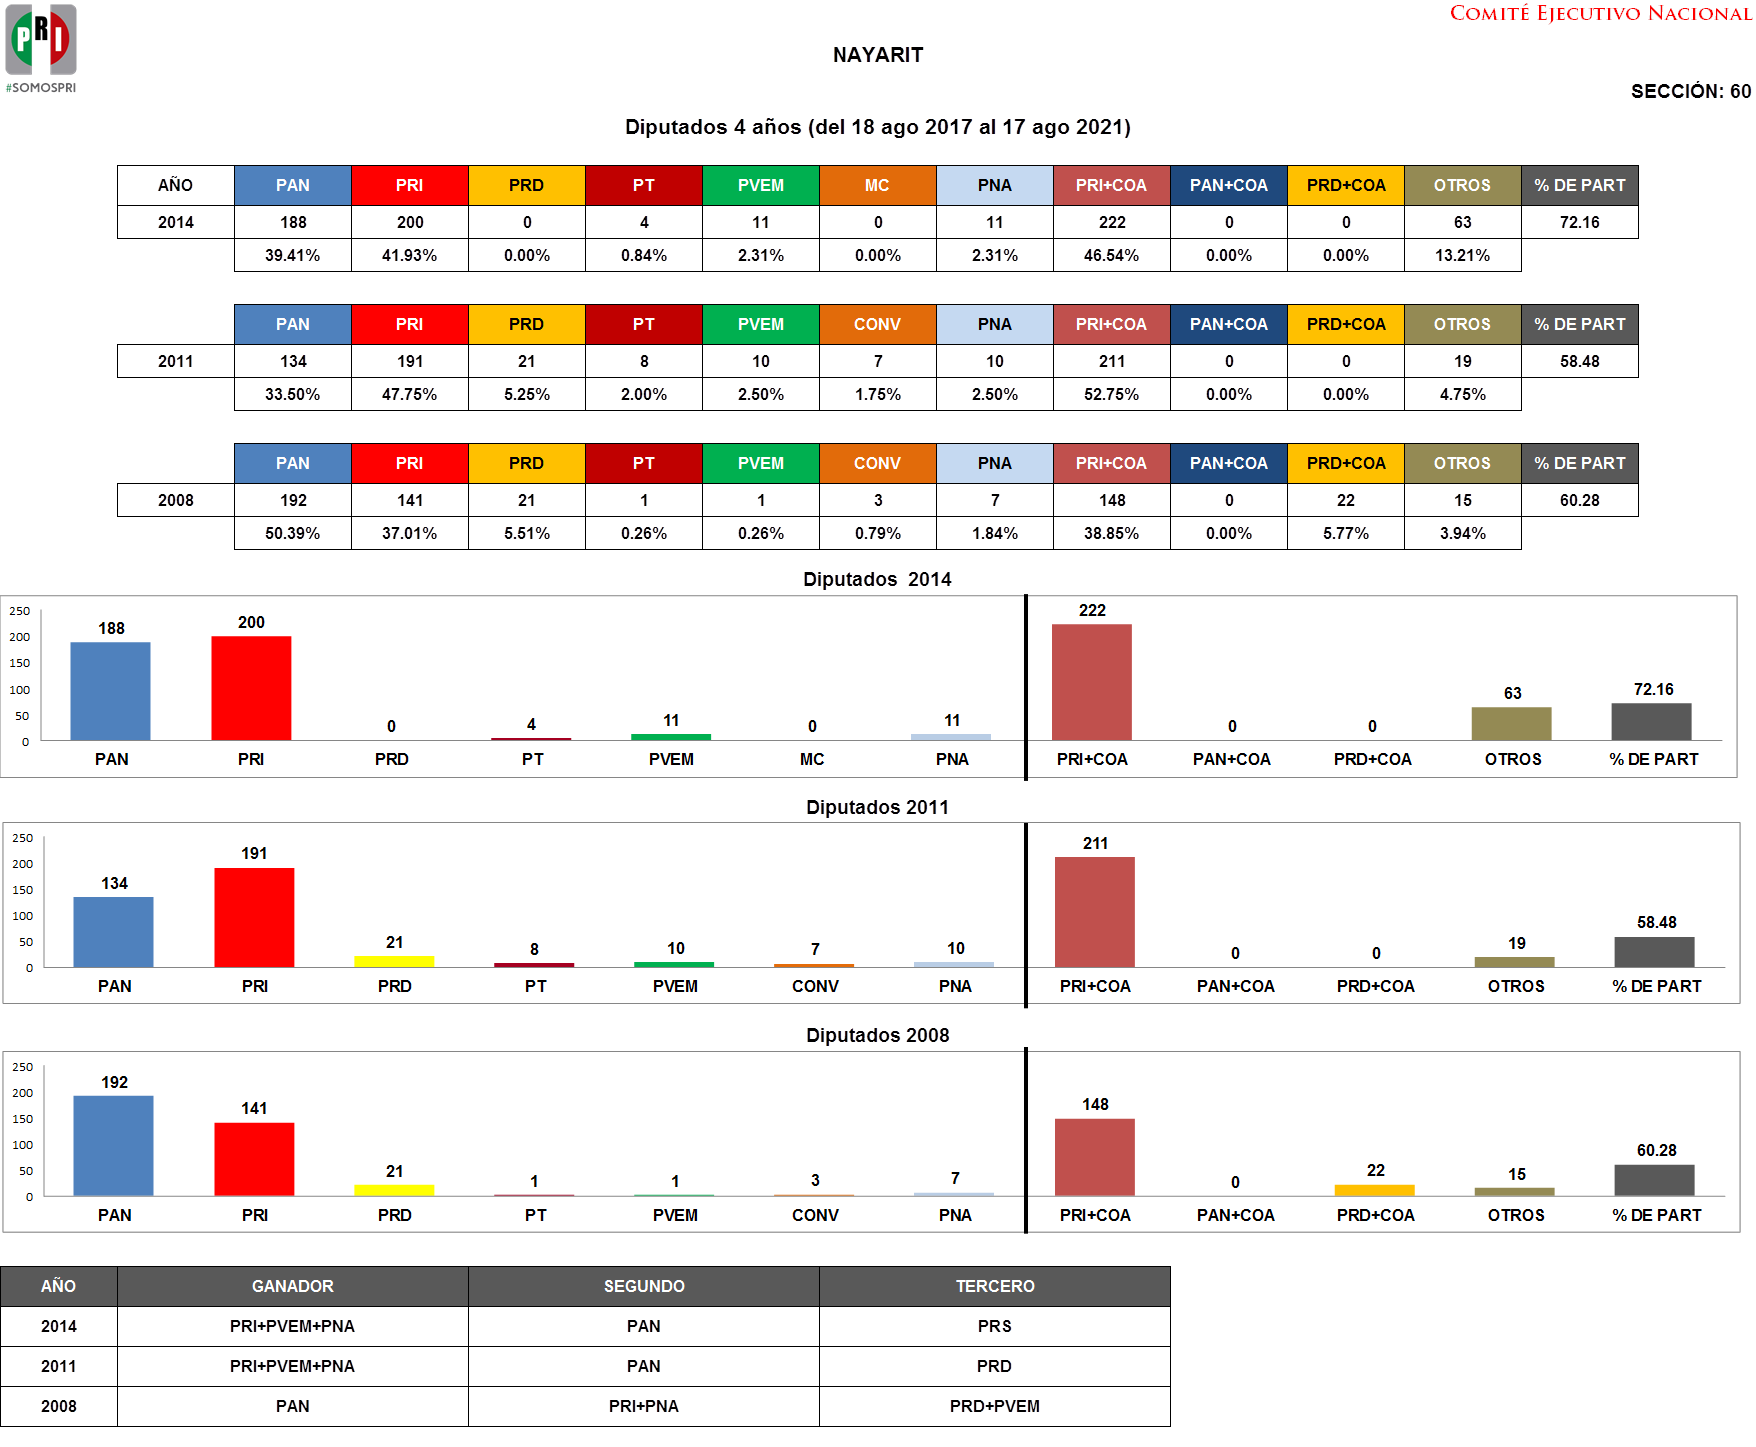 PRI
#SOMOSPRI
COMITÉ EJECUTIVO NACIONAL
NAYARIT
SECCIÓN: 60
Diputados 4 años (del 18 ago 2017 al 17 ago 2021)
AÑO PAN PRI PRD PT PVEM MC PNA PRI+COA PAN+COA PRD+COA OTROS % DE PART
2014 188 200 0 4 11 0 11 222 0 0 63 72.16
39.41% 41.93% 0.00% 0.84% 2.31% 0.00% 2.31% 46.54% 0.00% 0.00% 13.21%
PAN PRI PRD PT PVEM CONV PNA PRI+COA PAN+COA PRD+COA OTROS % DE PART
2011 134 191 21 8 10 7 10 211 0 0 19 58.48
33.50% 47.75% 5.25% 2.00% 2.50% 1.75% 2.50% 52.75% 0.00% 0.00% 4.75%
PAN PRI PRD PT PVEM CONV PNA PRI+COA PAN+COA PRD+COA OTROS % DE PART
2008 192 141 21 1 1 3 7 148 0 22 15 60.28
50.39% 37.01% 5.51% 0.26% 0.26% 0.79% 1.84% 38.85% 0.00% 5.77% 3.94%
Diputados 2014
250
200
150
100
50
0
188 200 0 4 11 0 11 222 0 0 63 72.16
PAN PRI PRD PT PVEM MC PNA PRI+COA PAN+COA PRD+COA OTROS % DE PART
Diputados 2011
250
200
150
100
50
0
134 191 21 8 10 7 10 211 0 0 19 58.48
PAN PRI PRD PT PVEM CONV PNA PRI+COA PAN+COA PRD+COA OTROS % DE PART
Diputados 2008
250
200
150
100
50
0
192 141 21 1 1 3 7 148 0 22 15 60.28
PAN PRI PRD PT PVEM CONV PNA PRI+COA PAN+COA PRD+COA OTROS % DE PART
AÑO GANADOR SEGUNDO TERCERO
2014 PRI+PVEM+PNA PAN PRS
2011 PRI+PVEM+PNA PAN PRD
2008 PAN PRI+PNA PRD+PVEM